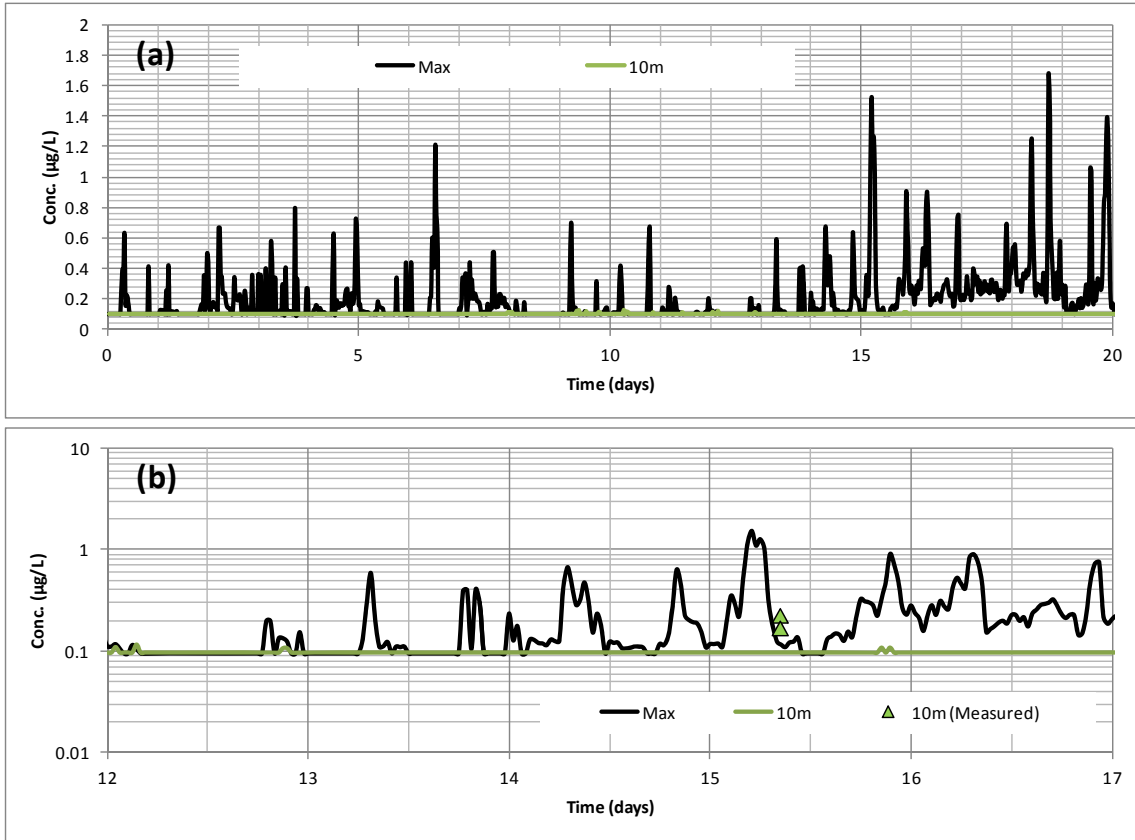 (a)
Max 10m
Conc. (µg/L)
2
1.8
1.6
1.4
1.2
1
0.8
0.6
0.4
0.2
0
0 5 10 15 20
Time (days)
(b)
Conc. (µg/L)
10
1
0.1
0.01
Max 10m 10m (Measured)
12 13 14 15 16 17
Time (days)